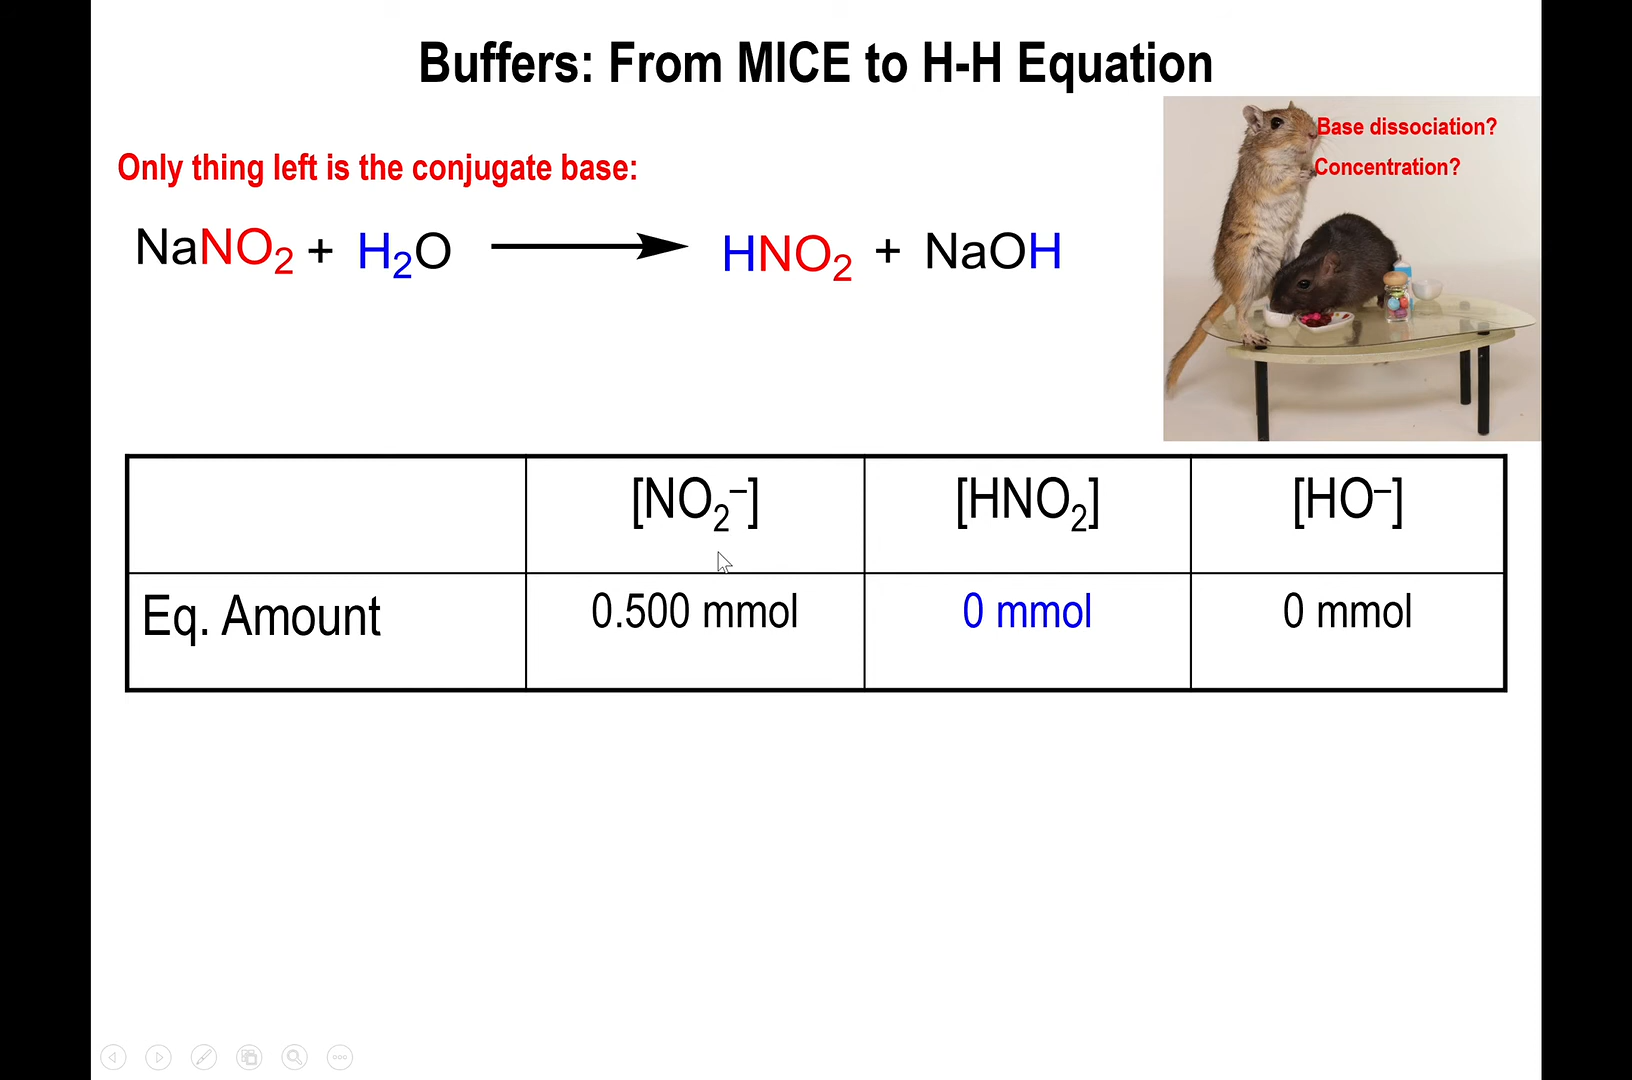 Buffers: From MICE to H-H Equation
Base dissociation?
Only thing left is the conjugate base:
Concentration?
NaNO₂ + H₂O ⟶ HNO₂ + NaOH
[NO₂⁻] [HNO₂] [HO⁻]
Eq. Amount 0.500 mmol 0 mmol 0 mmol